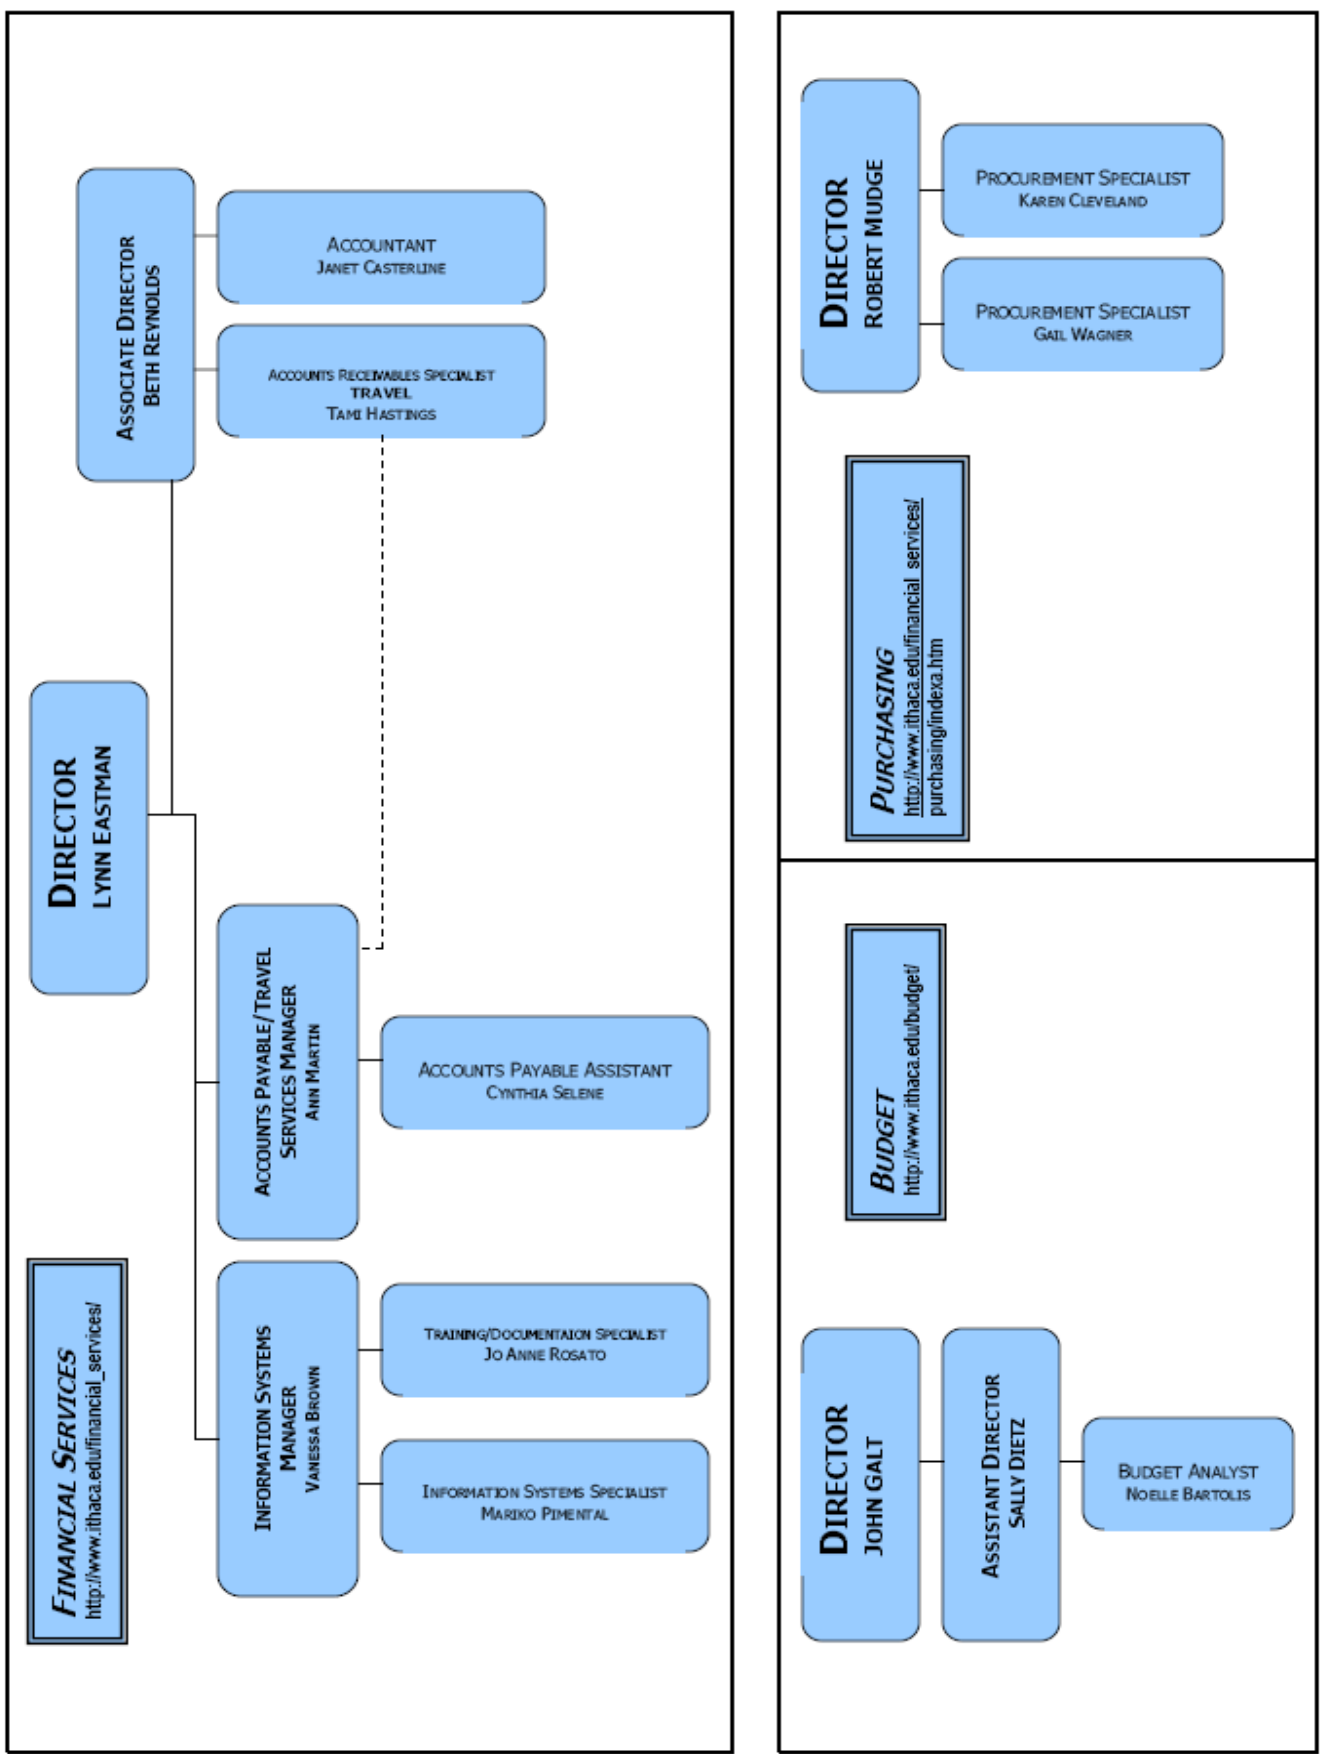 FINANCIAL SERVICES
http://www.ithaca.edu/financial_services/
DIRECTOR
LYNN EASTMAN
ASSOCIATE DIRECTOR
BETH REYNOLDS
ACCOUNTANT
JANET CASTERLINE
ACCOUNTS RECEIVABLES SPECIALIST
TRAVEL
TAMI HASTINGS
ACCOUNTS PAYABLE/TRAVEL
SERVICES MANAGER
ANN MARTIN
ACCOUNTS PAYABLE ASSISTANT
CYNTHIA SELENE
INFORMATION SYSTEMS
MANAGER
VANESSA BROWN
TRAINING/DOCUMENTAION SPECIALIST
JO ANNE ROSATO
INFORMATION SYSTEMS SPECIALIST
MARIKO PIMENTAL
BUDGET
http://www.ithaca.edu/budget/
DIRECTOR
JOHN GALT
ASSISTANT DIRECTOR
SALLY DIETZ
BUDGET ANALYST
NOELLE BARTOLIS
PURCHASING
http://www.ithaca.edu/financial_services/
purchasing/indexa.htm
DIRECTOR
ROBERT MUDGE
PROCUREMENT SPECIALIST
KAREN CLEVELAND
PROCUREMENT SPECIALIST
GAIL WAGNER